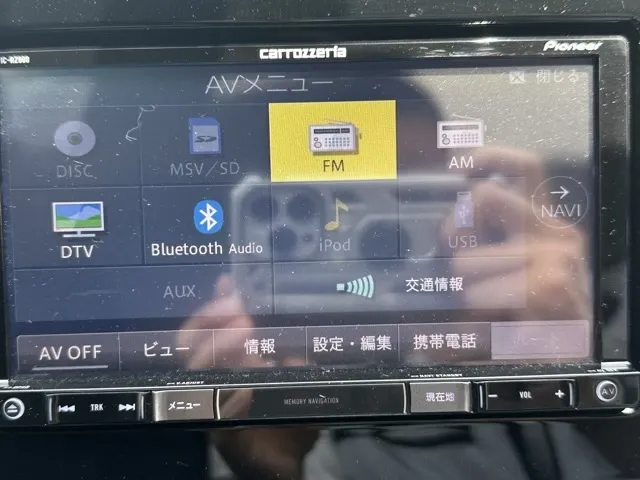 carrozzeria
Pioneer
AVメニュー
閉じる
DISC
MSV/SD
FM
AM
NAVI
DTV
Bluetooth Audio
iPod
USB
AUX
交通情報
AV OFF
ビュー
情報
設定・編集
携帯電話
TRK
メニュー
MEMORY NAVIGATION
現在地
VOL
AV